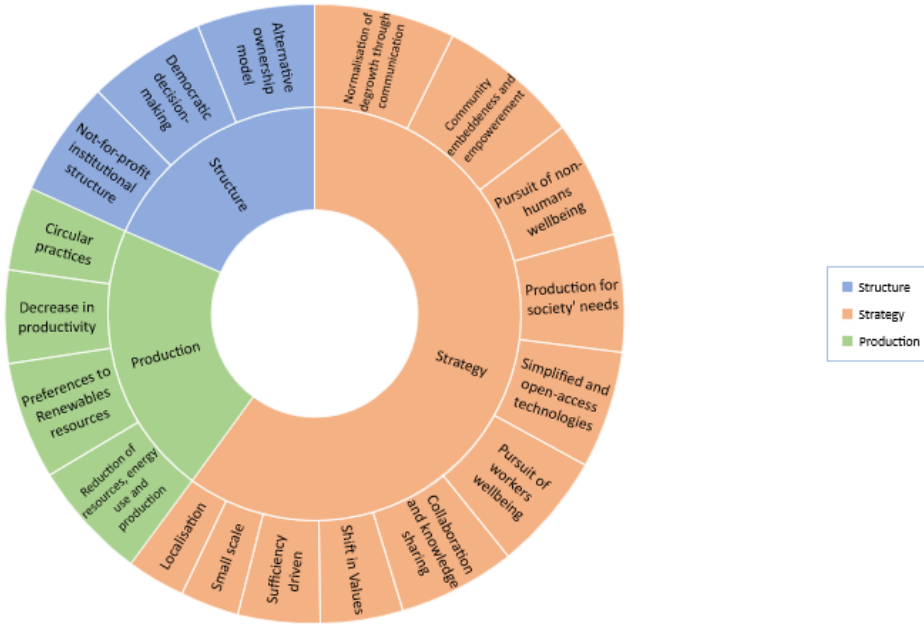 Normalisation of
degrowth through
communication
Community
embeddeness and
empowerment
Pursuit of non-
humans
wellbeing
Production for
society' needs
Simplified and
open-access
technologies
Pursuit of
workers
wellbeing
Collaboration
and knowledge
sharing
Shift in Values
Sufficiency
driven
Small scale
Localisation
Reduction of
resources, energy
use and
production
Preferences to
Renewables
resources
Decrease in
productivity
Circular
practices
Not-for-profit
institutional
structure
Democratic
decision-
making
Alternative
ownership
model
Structure
Strategy
Production
Structure
Strategy
Production